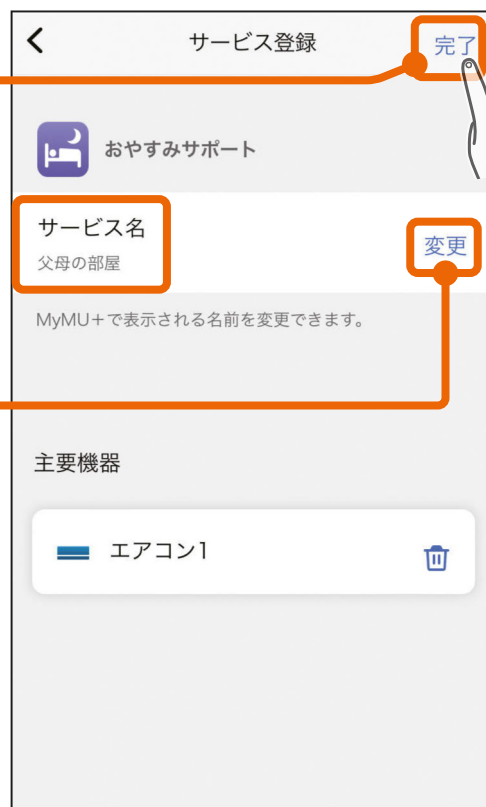 サービス登録
完了
おやすみサポート
サービス名
父母の部屋
変更
MyMU+で表示される名前を変更できます。
主要機器
エアコン1